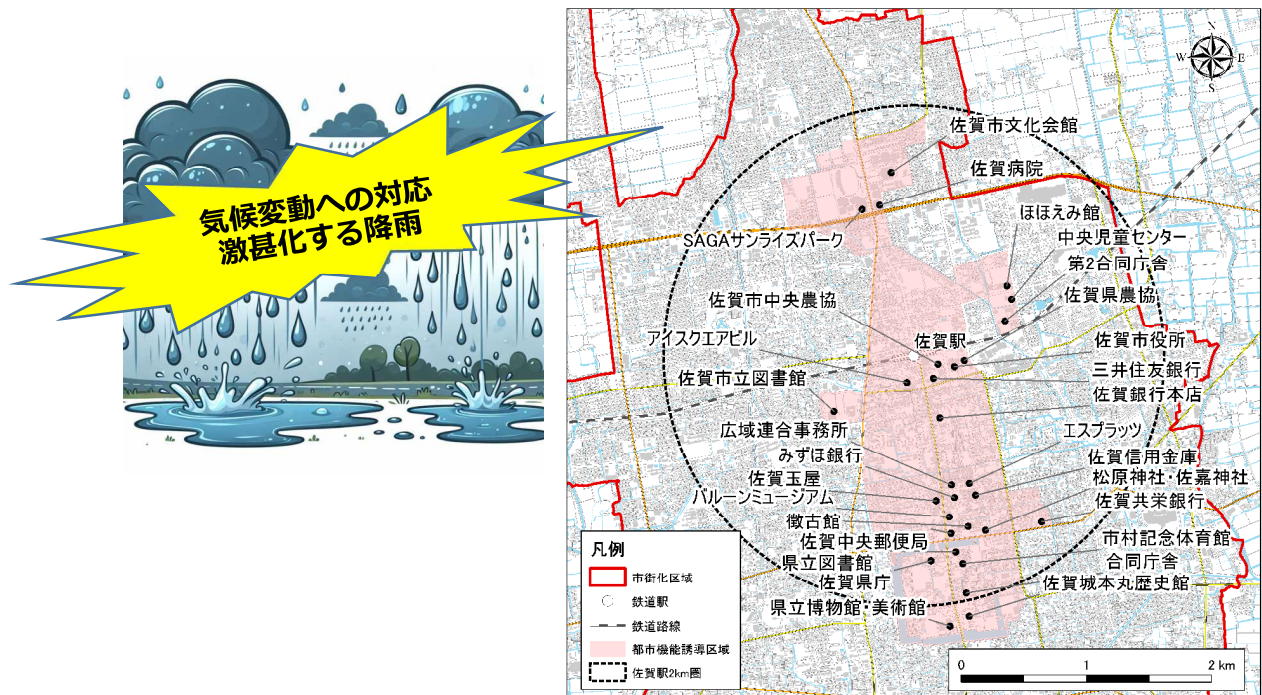 気候変動への対応
激甚化する降雨
N
W
E
S
佐賀市文化会館
佐賀病院
ほほえみ館
SAGAサンライズパーク
中央児童センター
第2合同庁舎
佐賀市中央農協
佐賀県農協
アイスクエアビル
佐賀駅
佐賀市役所
三井住友銀行
佐賀市立図書館
佐賀銀行本店
広域連合事務所
エスプラッツ
みずほ銀行
佐賀信用金庫
佐賀玉屋
松原神社・佐嘉神社
バルーンミュージアム
佐賀共栄銀行
徴古館
佐賀中央郵便局
市村記念体育館
県立図書館
合同庁舎
佐賀県庁
佐賀城本丸歴史館
県立博物館・美術館
凡例
市街化区域
鉄道駅
鉄道路線
都市機能誘導区域
佐賀駅2km圏
0 1 2 km